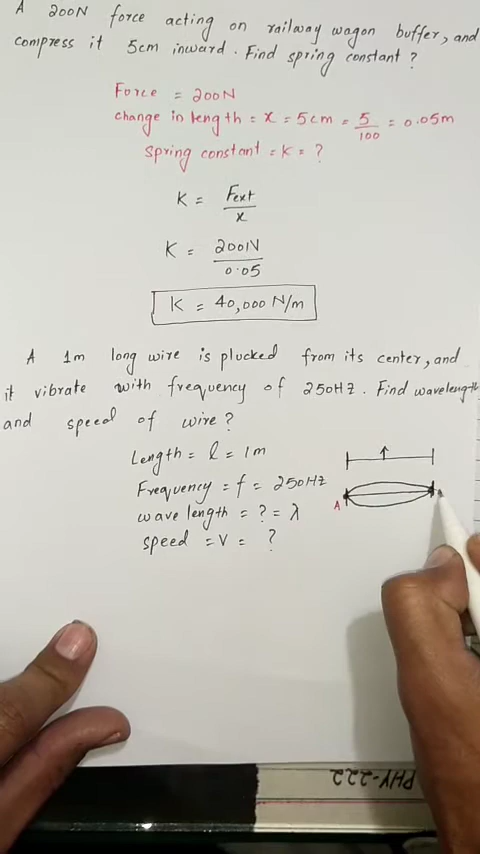 A 200N force acting on railway wagon buffer, and
compress it 5cm inward. Find spring constant?
Force = 200N
change in length = x = 5cm = 5/100 = 0.05m
spring constant = K = ?
K = Fext/x
K = 200N/0.05
K = 40,000 N/m
A 1m long wire is plucked from its center, and
it vibrate with frequency of 250HZ. Find wavelength
and speed of wire?
Length = l = 1m
Frequency = f = 250HZ
wave length = ? = λ
speed = V = ?
A
PHY-222